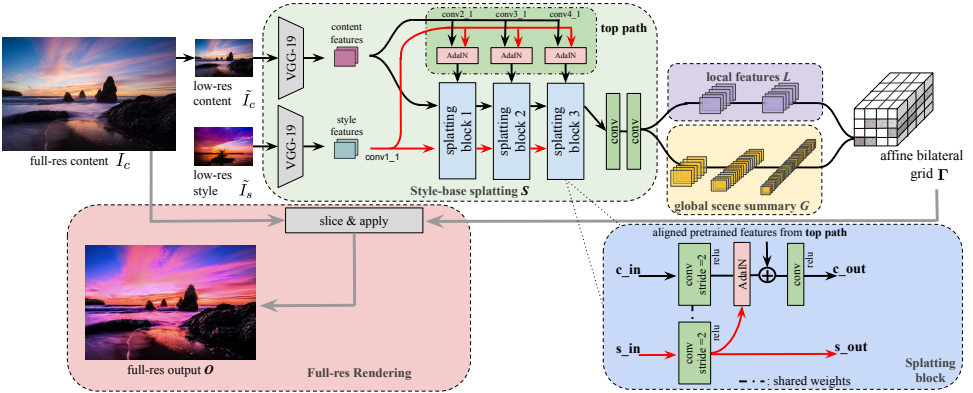 conv2_1 conv3_1 conv4_1
content
features
top path
VGG-19
AdaIN AdaIN AdaIN
low-res
content Ĩc
local features L
splatting
block 1
splatting
block 2
splatting
block 3
conv
conv
style
features
VGG-19
conv1_1
full-res content Ic
low-res
style Ĩs
Style-base splatting S
global scene summary G
affine bilateral
grid Γ
slice & apply
full-res output O
Full-res Rendering
aligned pretrained features from top path
c_in
conv
stride =2
relu
AdaIN
conv
relu
c_out
s_in
conv
stride =2
relu
s_out
: shared weights
Splatting
block